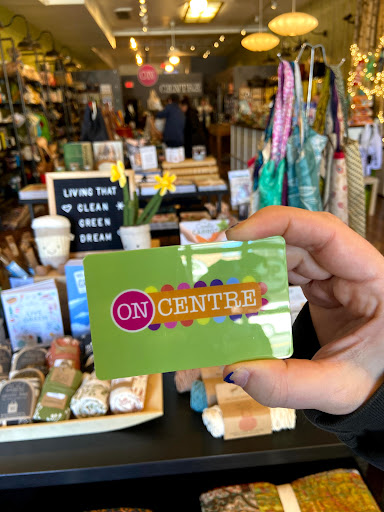 ON
CENTRE
LIVING THAT
CLEAN
GREEN
DREAM
ON CENTRE